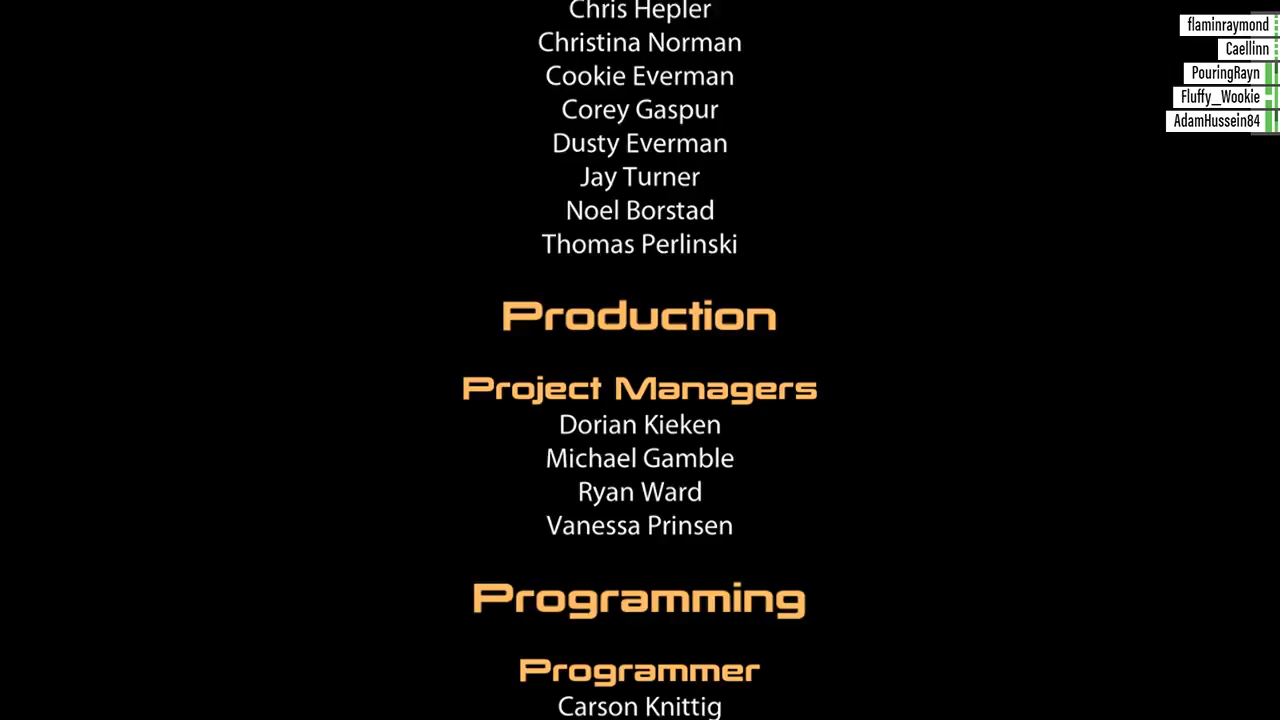 Chris Hepler
Christina Norman
Cookie Everman
Corey Gaspur
Dusty Everman
Jay Turner
Noel Borstad
Thomas Perlinski
Production
Project Managers
Dorian Kieken
Michael Gamble
Ryan Ward
Vanessa Prinsen
Programming
Programmer
Carson Knittig
flaminraymond
Caellinn
PouringRayn
Fluffy_Wookie
AdamHussein84